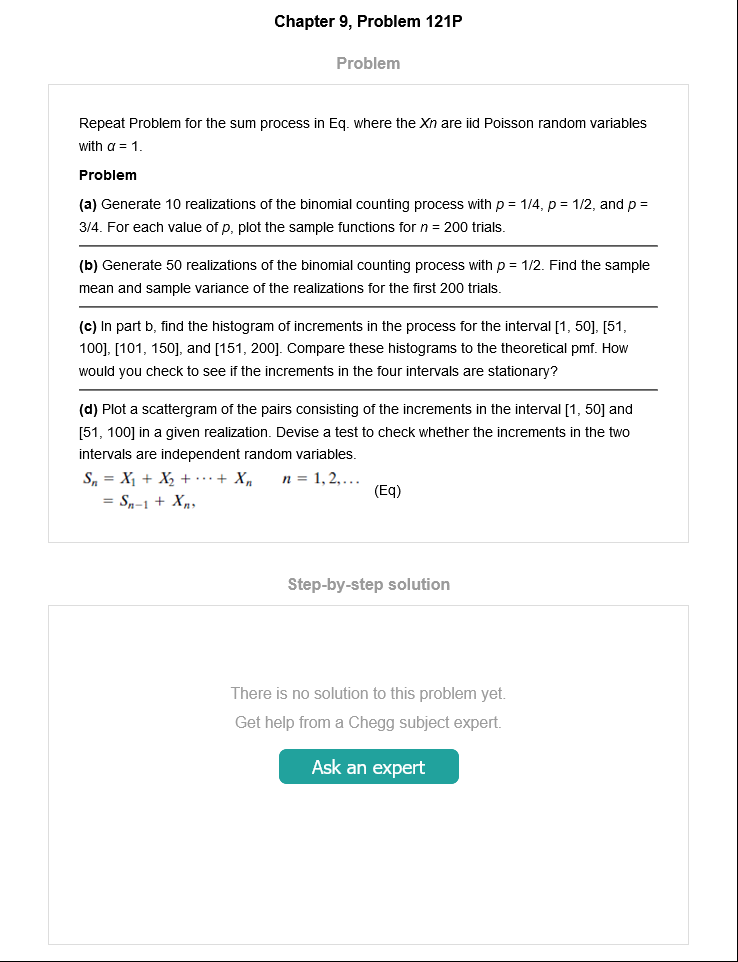 Chapter 9, Problem 121P
Problem
Repeat Problem for the sum process in Eq. where the Xn are iid Poisson random variables
with α = 1.
Problem
(a) Generate 10 realizations of the binomial counting process with p = 1/4, p = 1/2, and p =
3/4. For each value of p, plot the sample functions for n = 200 trials.
(b) Generate 50 realizations of the binomial counting process with p = 1/2. Find the sample
mean and sample variance of the realizations for the first 200 trials.
(c) In part b, find the histogram of increments in the process for the interval [1, 50], [51,
100], [101, 150], and [151, 200]. Compare these histograms to the theoretical pmf. How
would you check to see if the increments in the four intervals are stationary?
(d) Plot a scattergram of the pairs consisting of the increments in the interval [1, 50] and
[51, 100] in a given realization. Devise a test to check whether the increments in the two
intervals are independent random variables.
Sₙ = X₁ + X₂ + ⋯ + Xₙ n = 1, 2,...
(Eq)
= Sₙ₋₁ + Xₙ,
Step-by-step solution
There is no solution to this problem yet.
Get help from a Chegg subject expert.
Ask an expert